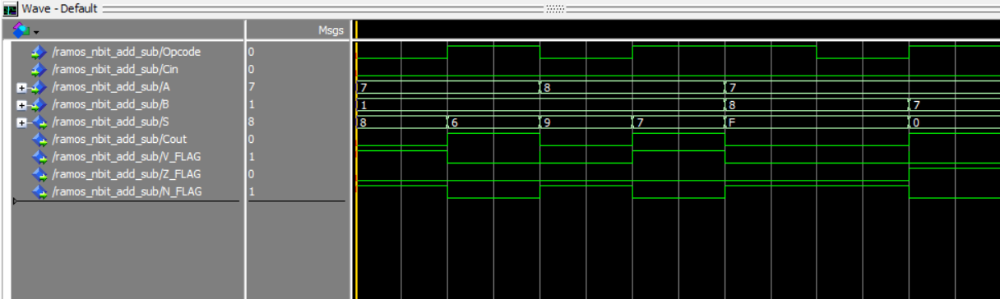 Wave - Default
Msgs
/ramos_nbit_add_sub/Opcode 0
/ramos_nbit_add_sub/Cin 0
/ramos_nbit_add_sub/A 7 7 8 7
/ramos_nbit_add_sub/B 1 1 8 7
/ramos_nbit_add_sub/S 8 8 6 9 7 F 0
/ramos_nbit_add_sub/Cout 0
/ramos_nbit_add_sub/V_FLAG 1
/ramos_nbit_add_sub/Z_FLAG 0
/ramos_nbit_add_sub/N_FLAG 1